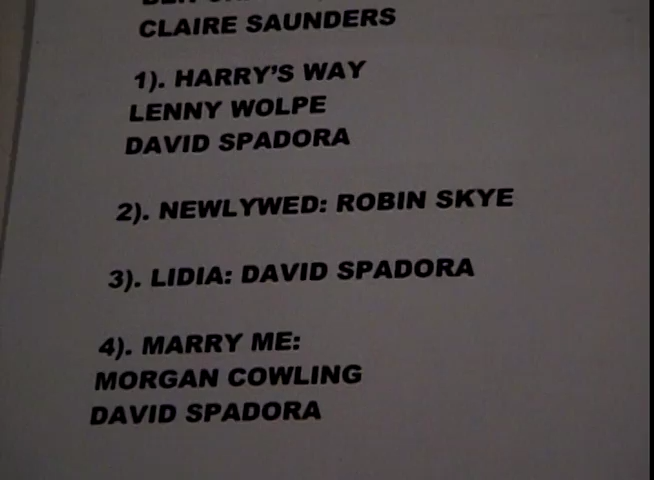 CLAIRE SAUNDERS
1). HARRY'S WAY
LENNY WOLPE
DAVID SPADORA
2). NEWLYWED: ROBIN SKYE
3). LIDIA: DAVID SPADORA
4). MARRY ME:
MORGAN COWLING
DAVID SPADORA